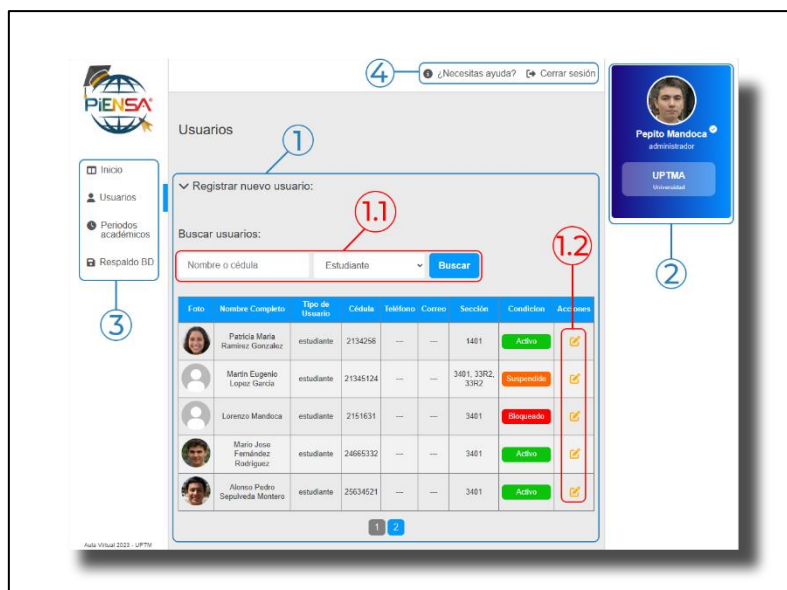 4
¿Necesitas ayuda?
Cerrar sesión
PiENSA
Usuarios
1
Pepito Mandoca
administrador
UPTMA
Universidad
2
Inicio
Usuarios
Periodos
académicos
Respaldo BD
3
Registrar nuevo usuario:
1.1
Buscar usuarios:
1.2
Nombre o cédula
Estudiante
Buscar
Foto Nombre Completo Tipo de Usuario Cédula Teléfono Correo Sección Condicion Acciones
Patricia Maria Ramirez Gonzalez estudiante 2134256 --- --- 1401 Activo
Martin Eugenio Lopez Garcia estudiante 21345124 --- --- 3401, 33R2, 33R2 Suspendido
Lorenzo Mandoca estudiante 2151631 --- --- 3401 Bloqueado
Mario Jose Fernández Rodriguez estudiante 24665332 --- --- 3401 Activo
Alonso Pedro Sepulveda Montero estudiante 25634521 --- --- 3401 Activo
1 2
Aula Virtual 2023 - UPTM